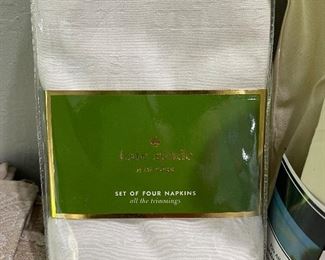 kate spade
NEW YORK
SET OF FOUR NAPKINS
all the trimmings